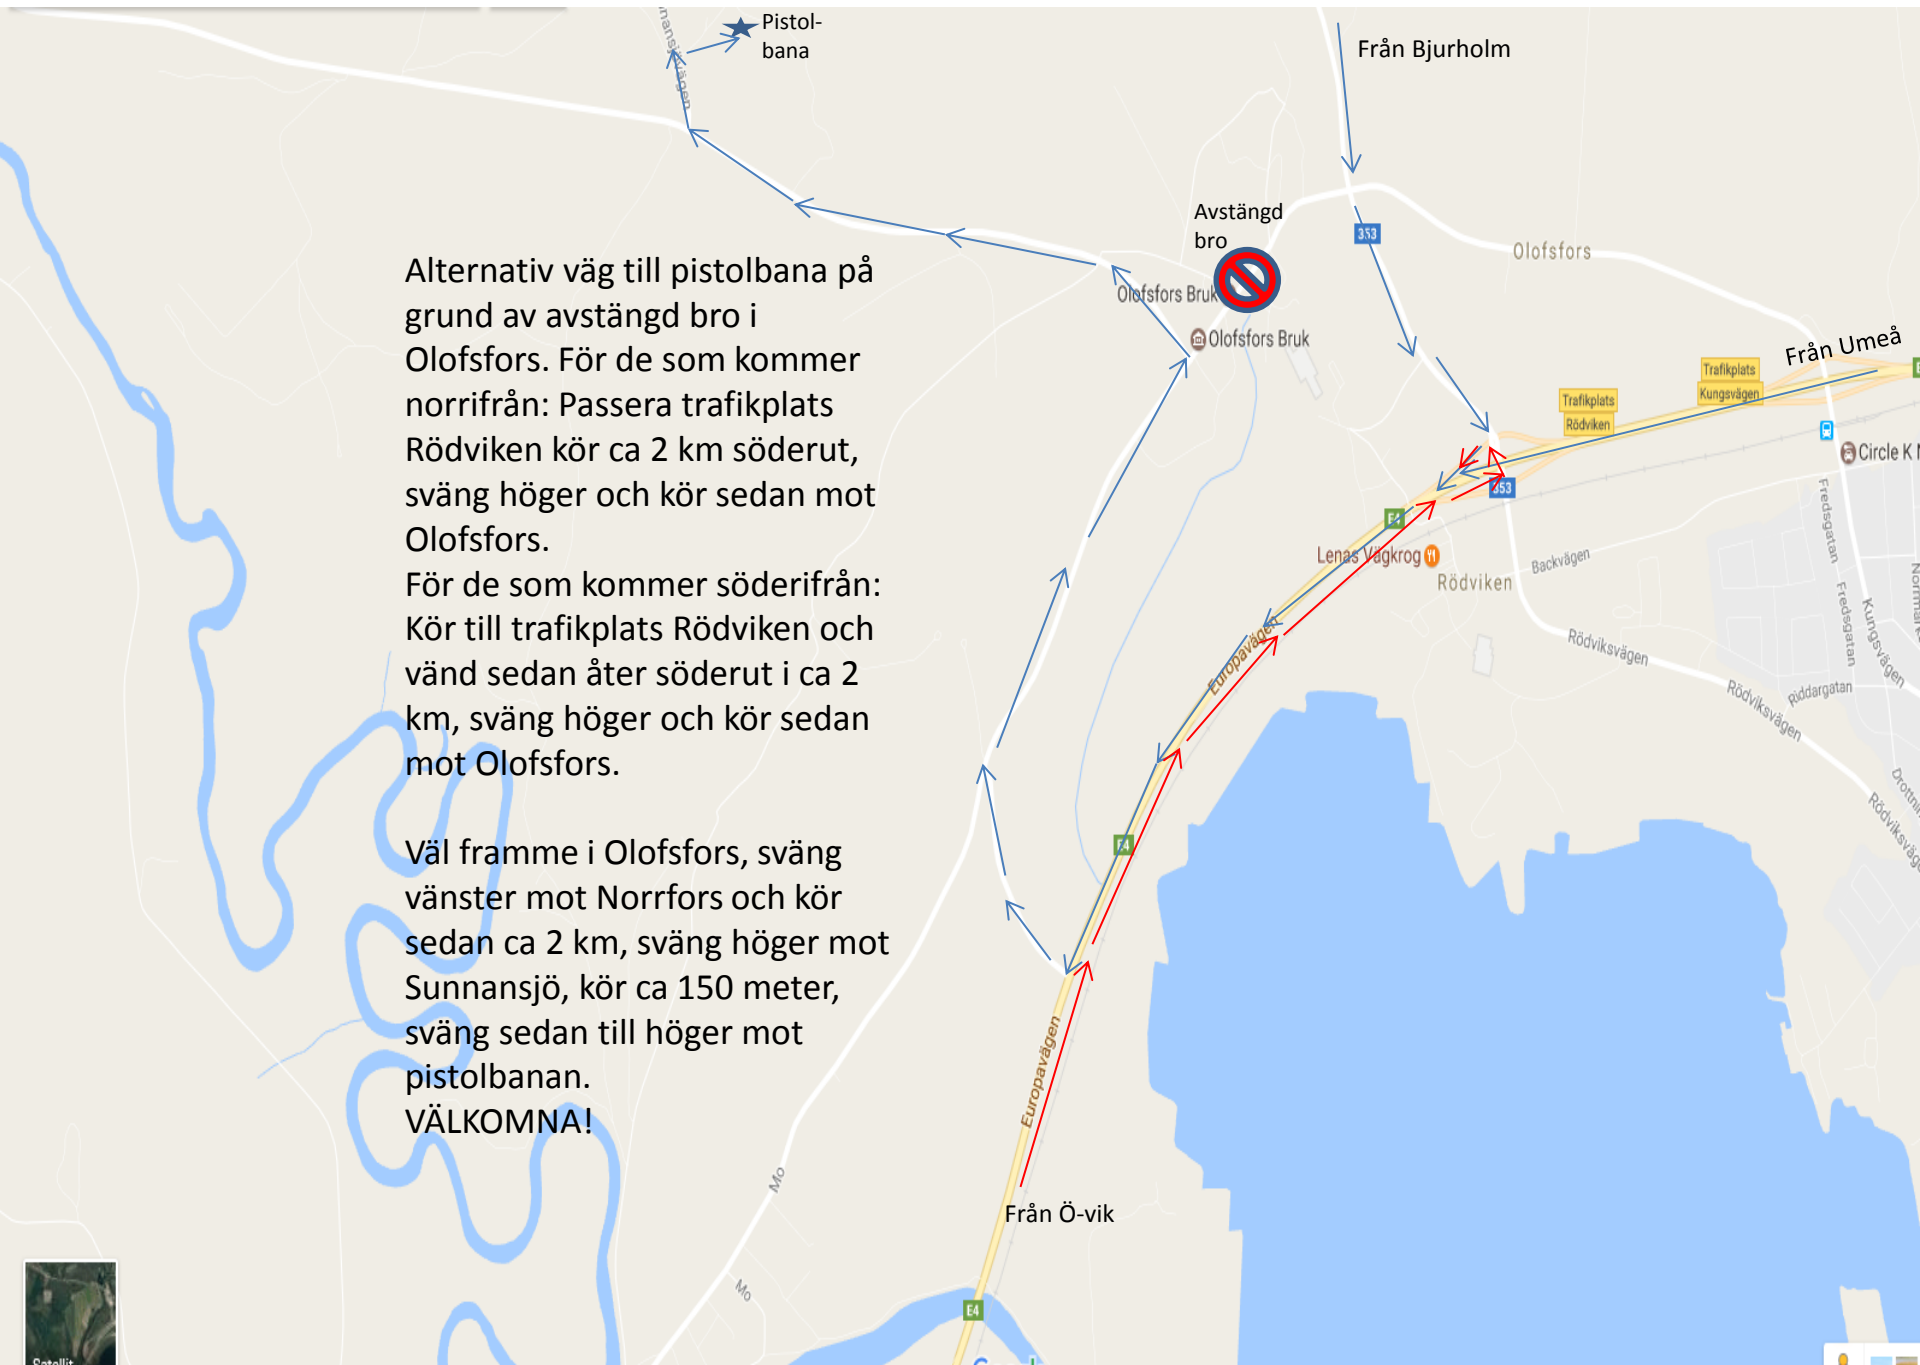 Pistol-
bana
Från Bjurholm
Avstängd
bro
353
Olofsfors
Olofsfors Bruk
Olofsfors Bruk
Från Umeå
Trafikplats
Kungsvägen
Trafikplats
Rödviken
Circle K
353
E4
Lenas Vägkrog
Rödviken
Backvägen
Fredsgatan
Fredsgatan
Kungsvägen
Rödviksvägen
Rödviksvägen
Riddargatan
Rödviksväg
Europavägen
E4
Alternativ väg till pistolbana på
grund av avstängd bro i
Olofsfors. För de som kommer
norrifrån: Passera trafikplats
Rödviken kör ca 2 km söderut,
sväng höger och kör sedan mot
Olofsfors.
För de som kommer söderifrån:
Kör till trafikplats Rödviken och
vänd sedan åter söderut i ca 2
km, sväng höger och kör sedan
mot Olofsfors.
Väl framme i Olofsfors, sväng
vänster mot Norrfors och kör
sedan ca 2 km, sväng höger mot
Sunnansjö, kör ca 150 meter,
sväng sedan till höger mot
pistolbanan.
VÄLKOMNA!
Europavägen
Mo
Från Ö-vik
Mo
E4